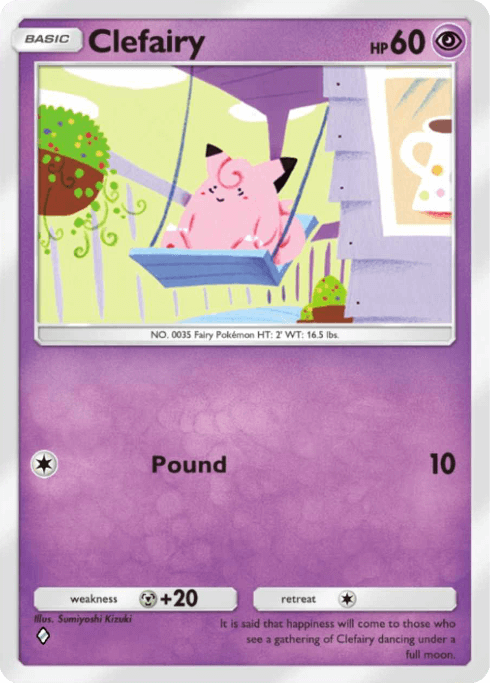 BASIC Clefairy HP 60
NO. 0035 Fairy Pokémon HT: 2' WT: 16.5 lbs.
Pound 10
weakness +20 retreat
Illus. Sumiyoshi Kizuki
It is said that happiness will come to those who
see a gathering of Clefairy dancing under a
full moon.